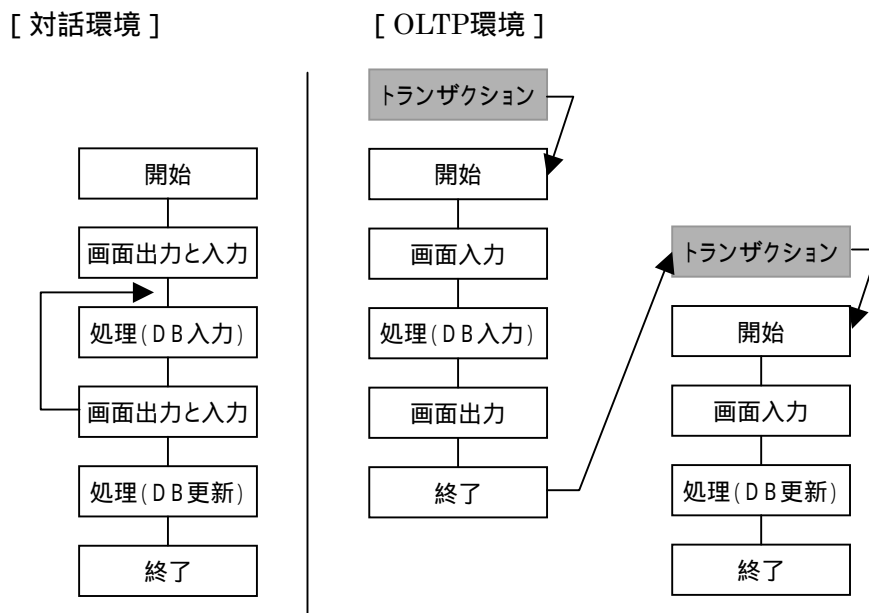 [対話環境]
開始
画面出力と入力
処理(DB入力)
画面出力と入力
処理(DB更新)
終了
[OLTP環境]
トランザクション
開始
画面入力
処理(DB入力)
画面出力
終了
トランザクション
開始
画面入力
処理(DB更新)
終了